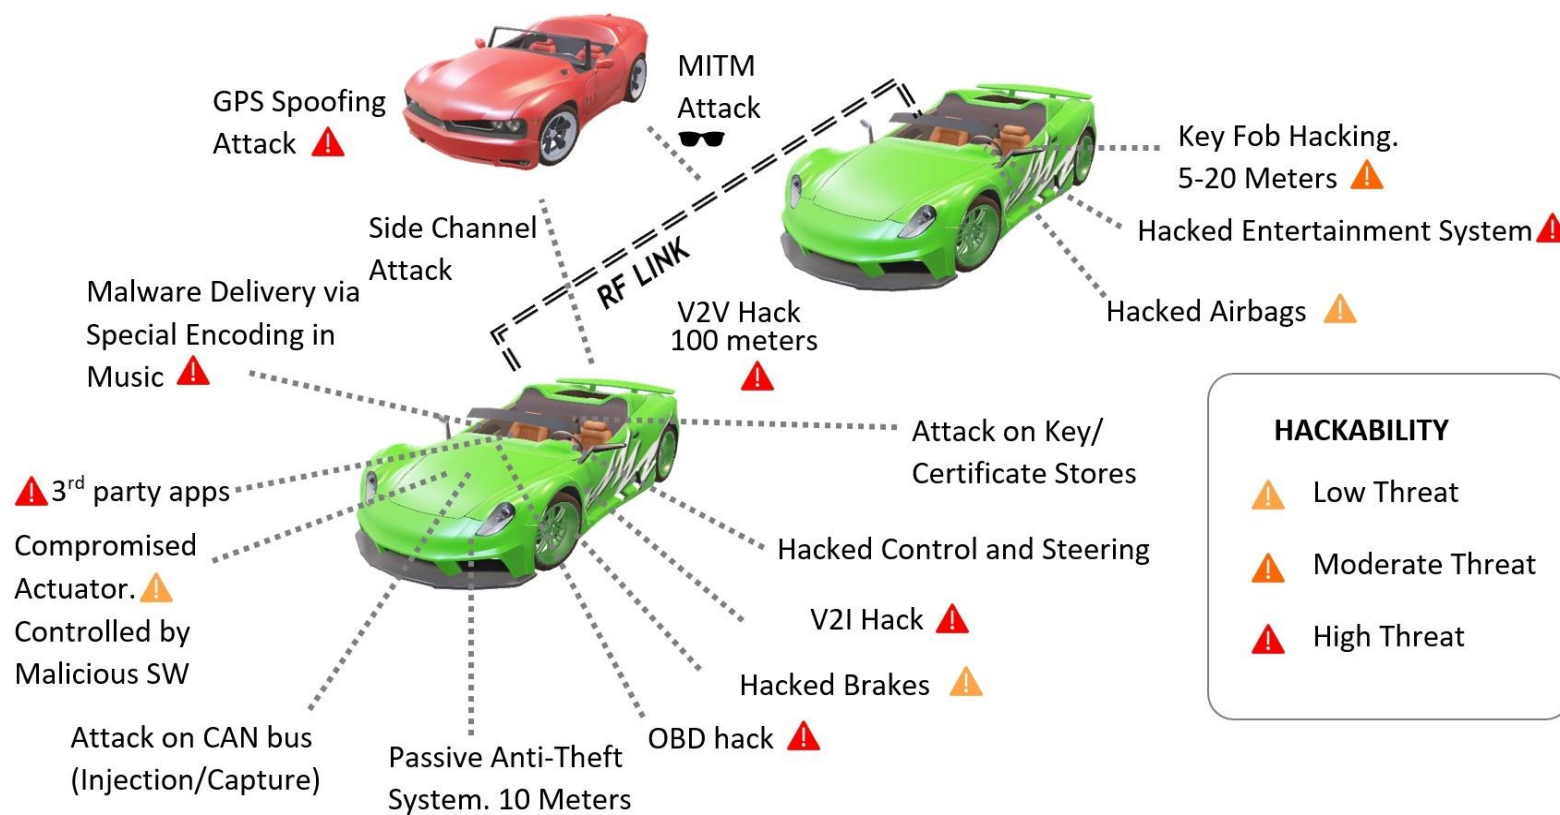 GPS Spoofing
Attack
MITM
Attack
Key Fob Hacking.
5-20 Meters
Hacked Entertainment System
Hacked Airbags
Side Channel
Attack
RF LINK
V2V Hack
100 meters
Malware Delivery via
Special Encoding in
Music
3rd party apps
Compromised
Actuator.
Controlled by
Malicious SW
Attack on CAN bus
(Injection/Capture)
Passive Anti-Theft
System. 10 Meters
OBD hack
Hacked Brakes
V2I Hack
Hacked Control and Steering
Attack on Key/
Certificate Stores
HACKABILITY
Low Threat
Moderate Threat
High Threat